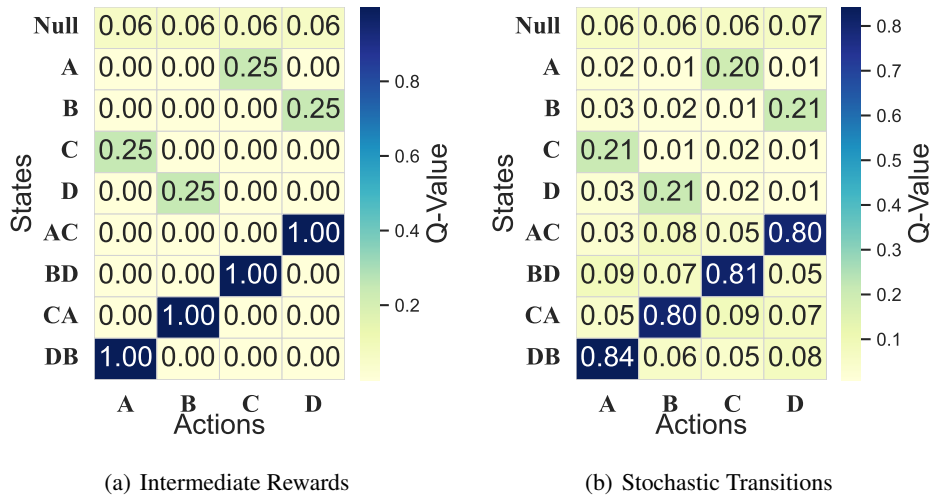 Null 0.06 0.06 0.06 0.06
A 0.00 0.00 0.25 0.00
B 0.00 0.00 0.00 0.25
C 0.25 0.00 0.00 0.00
D 0.00 0.25 0.00 0.00
AC 0.00 0.00 0.00 1.00
BD 0.00 0.00 1.00 0.00
CA 0.00 1.00 0.00 0.00
DB 1.00 0.00 0.00 0.00
A B C D
Actions
States
0.8
0.6
0.4
0.2
Q-Value
(a) Intermediate Rewards
Null 0.06 0.06 0.06 0.07
A 0.02 0.01 0.20 0.01
B 0.03 0.02 0.01 0.21
C 0.21 0.01 0.02 0.01
D 0.03 0.21 0.02 0.01
AC 0.03 0.08 0.05 0.80
BD 0.09 0.07 0.81 0.05
CA 0.05 0.80 0.09 0.07
DB 0.84 0.06 0.05 0.08
A B C D
Actions
States
0.8
0.7
0.6
0.5
0.4
0.3
0.2
0.1
Q-Value
(b) Stochastic Transitions